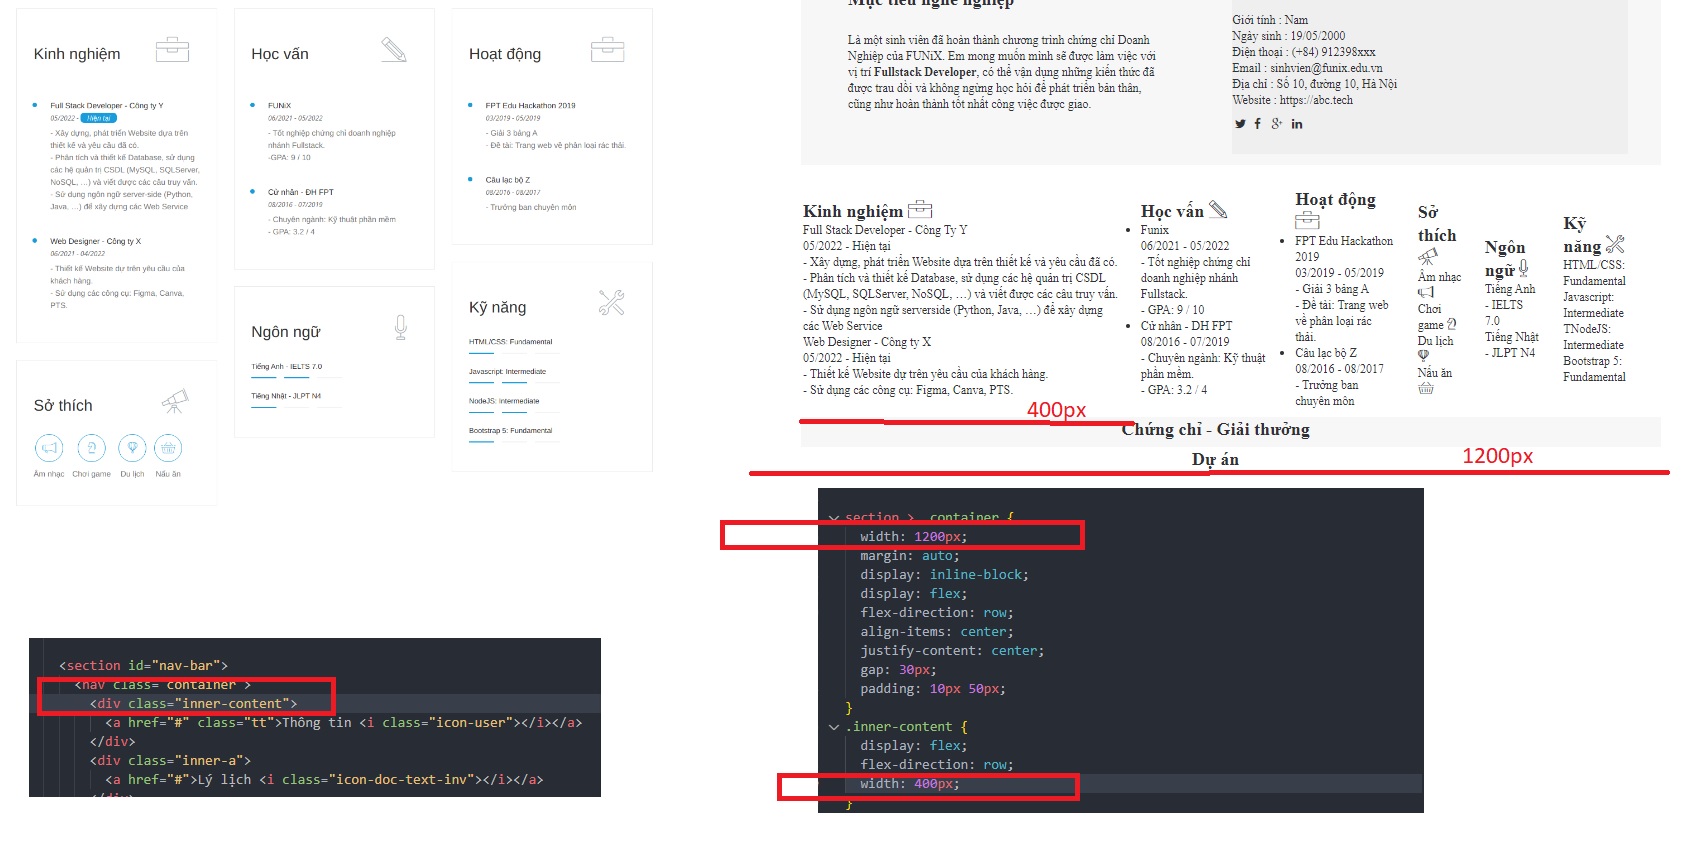 Kinh nghiệm
Full Stack Developer - Công ty Y
05/2022 - Hiện tại
- Xây dựng, phát triển Website dựa trên
thiết kế và yêu cầu đã có.
- Phân tích và thiết kế Database, sử dụng
các hệ quản trị CSDL (MySQL, SQLServer,
NoSQL, ...) và viết được các câu truy vấn.
- Sử dụng ngôn ngữ server-side (Python,
Java, ...) để xây dựng các Web Service
Web Designer - Công ty X
06/2021 - 04/2022
- Thiết kế Website dự trên yêu cầu của
khách hàng.
- Sử dụng các công cụ: Figma, Canva,
PTS.
Sở thích
Âm nhạc
Chơi game
Du lịch
Nấu ăn
Học vấn
FUNiX
06/2021 - 05/2022
- Tốt nghiệp chứng chỉ doanh nghiệp
nhánh Fullstack.
-GPA: 9 / 10
Cử nhân - ĐH FPT
08/2016 - 07/2019
- Chuyên ngành: Kỹ thuật phần mềm
- GPA: 3.2 / 4
Ngôn ngữ
Tiếng Anh - IELTS 7.0
Tiếng Nhật - JLPT N4
Hoạt động
FPT Edu Hackathon 2019
03/2019 - 05/2019
- Giải 3 bảng A
- Đề tài: Trang web về phân loại rác thải.
Câu lạc bộ Z
08/2016 - 08/2017
- Trưởng ban chuyên môn
Kỹ năng
HTML/CSS: Fundamental
Javascript: Intermediate
NodeJS: Intermediate
Bootstrap 5: Fundamental
<section id="nav-bar">
<nav class="container">
<div class="inner-content">
<a href="#" class="tt">Thông tin <i class="icon-user"></i></a>
</div>
<div class="inner-a">
<a href="#">Lý lịch <i class="icon-doc-text-inv"></i></a>
</div>
Mục tiêu nghề nghiệp
Là một sinh viên đã hoàn thành chương trình chứng chỉ Doanh
Nghiệp của FUNiX. Em mong muốn mình sẽ được làm việc với
vị trí Fullstack Developer, có thể vận dụng những kiến thức đã
được trau dồi và không ngừng học hỏi để phát triển bản thân,
cũng như hoàn thành tốt nhất công việc được giao.
Giới tính : Nam
Ngày sinh : 19/05/2000
Điện thoại : (+84) 912398xxx
Email : sinhvien@funix.edu.vn
Địa chỉ : Số 10, đường 10, Hà Nội
Website : https://abc.tech
Kinh nghiệm
Full Stack Developer - Công Ty Y
05/2022 - Hiện tại
- Xây dựng, phát triển Website dựa trên thiết kế và yêu cầu đã có.
- Phân tích và thiết kế Database, sử dụng các hệ quản trị CSDL
(MySQL, SQLServer, NoSQL, …) và viết được các câu truy vấn.
- Sử dụng ngôn ngữ serverside (Python, Java, …) để xây dựng
các Web Service
Web Designer - Công ty X
05/2022 - Hiện tại
- Thiết kế Website dự trên yêu cầu của khách hàng.
- Sử dụng các công cụ: Figma, Canva, PTS.
Học vấn
Funix
06/2021 - 05/2022
- Tốt nghiệp chứng chỉ
doanh nghiệp nhánh
Fullstack.
- GPA: 9 / 10
Cử nhân - DH FPT
08/2016 - 07/2019
- Chuyên ngành: Kỹ thuật
phần mềm.
- GPA: 3.2 / 4
Hoạt động
FPT Edu Hackathon
2019
03/2019 - 05/2019
- Giải 3 bảng A
- Đề tài: Trang web
về phân loại rác
thải.
Câu lạc bộ Z
08/2016 - 08/2017
- Trưởng ban
chuyên môn
Sở
thích
Âm nhạc
Chơi
game
Du lịch
Nấu ăn
Ngôn
ngữ
Tiếng Anh
- IELTS
7.0
Tiếng Nhật
- JLPT N4
Kỹ
năng
HTML/CSS:
Fundamental
Javascript:
Intermediate
TNodeJS:
Intermediate
Bootstrap 5:
Fundamental
400px
Chứng chỉ - Giải thưởng
Dự án
1200px
section > .container {
width: 1200px;
margin: auto;
display: inline-block;
display: flex;
flex-direction: row;
align-items: center;
justify-content: center;
gap: 30px;
padding: 10px 50px;
}
.inner-content {
display: flex;
flex-direction: row;
width: 400px;
}